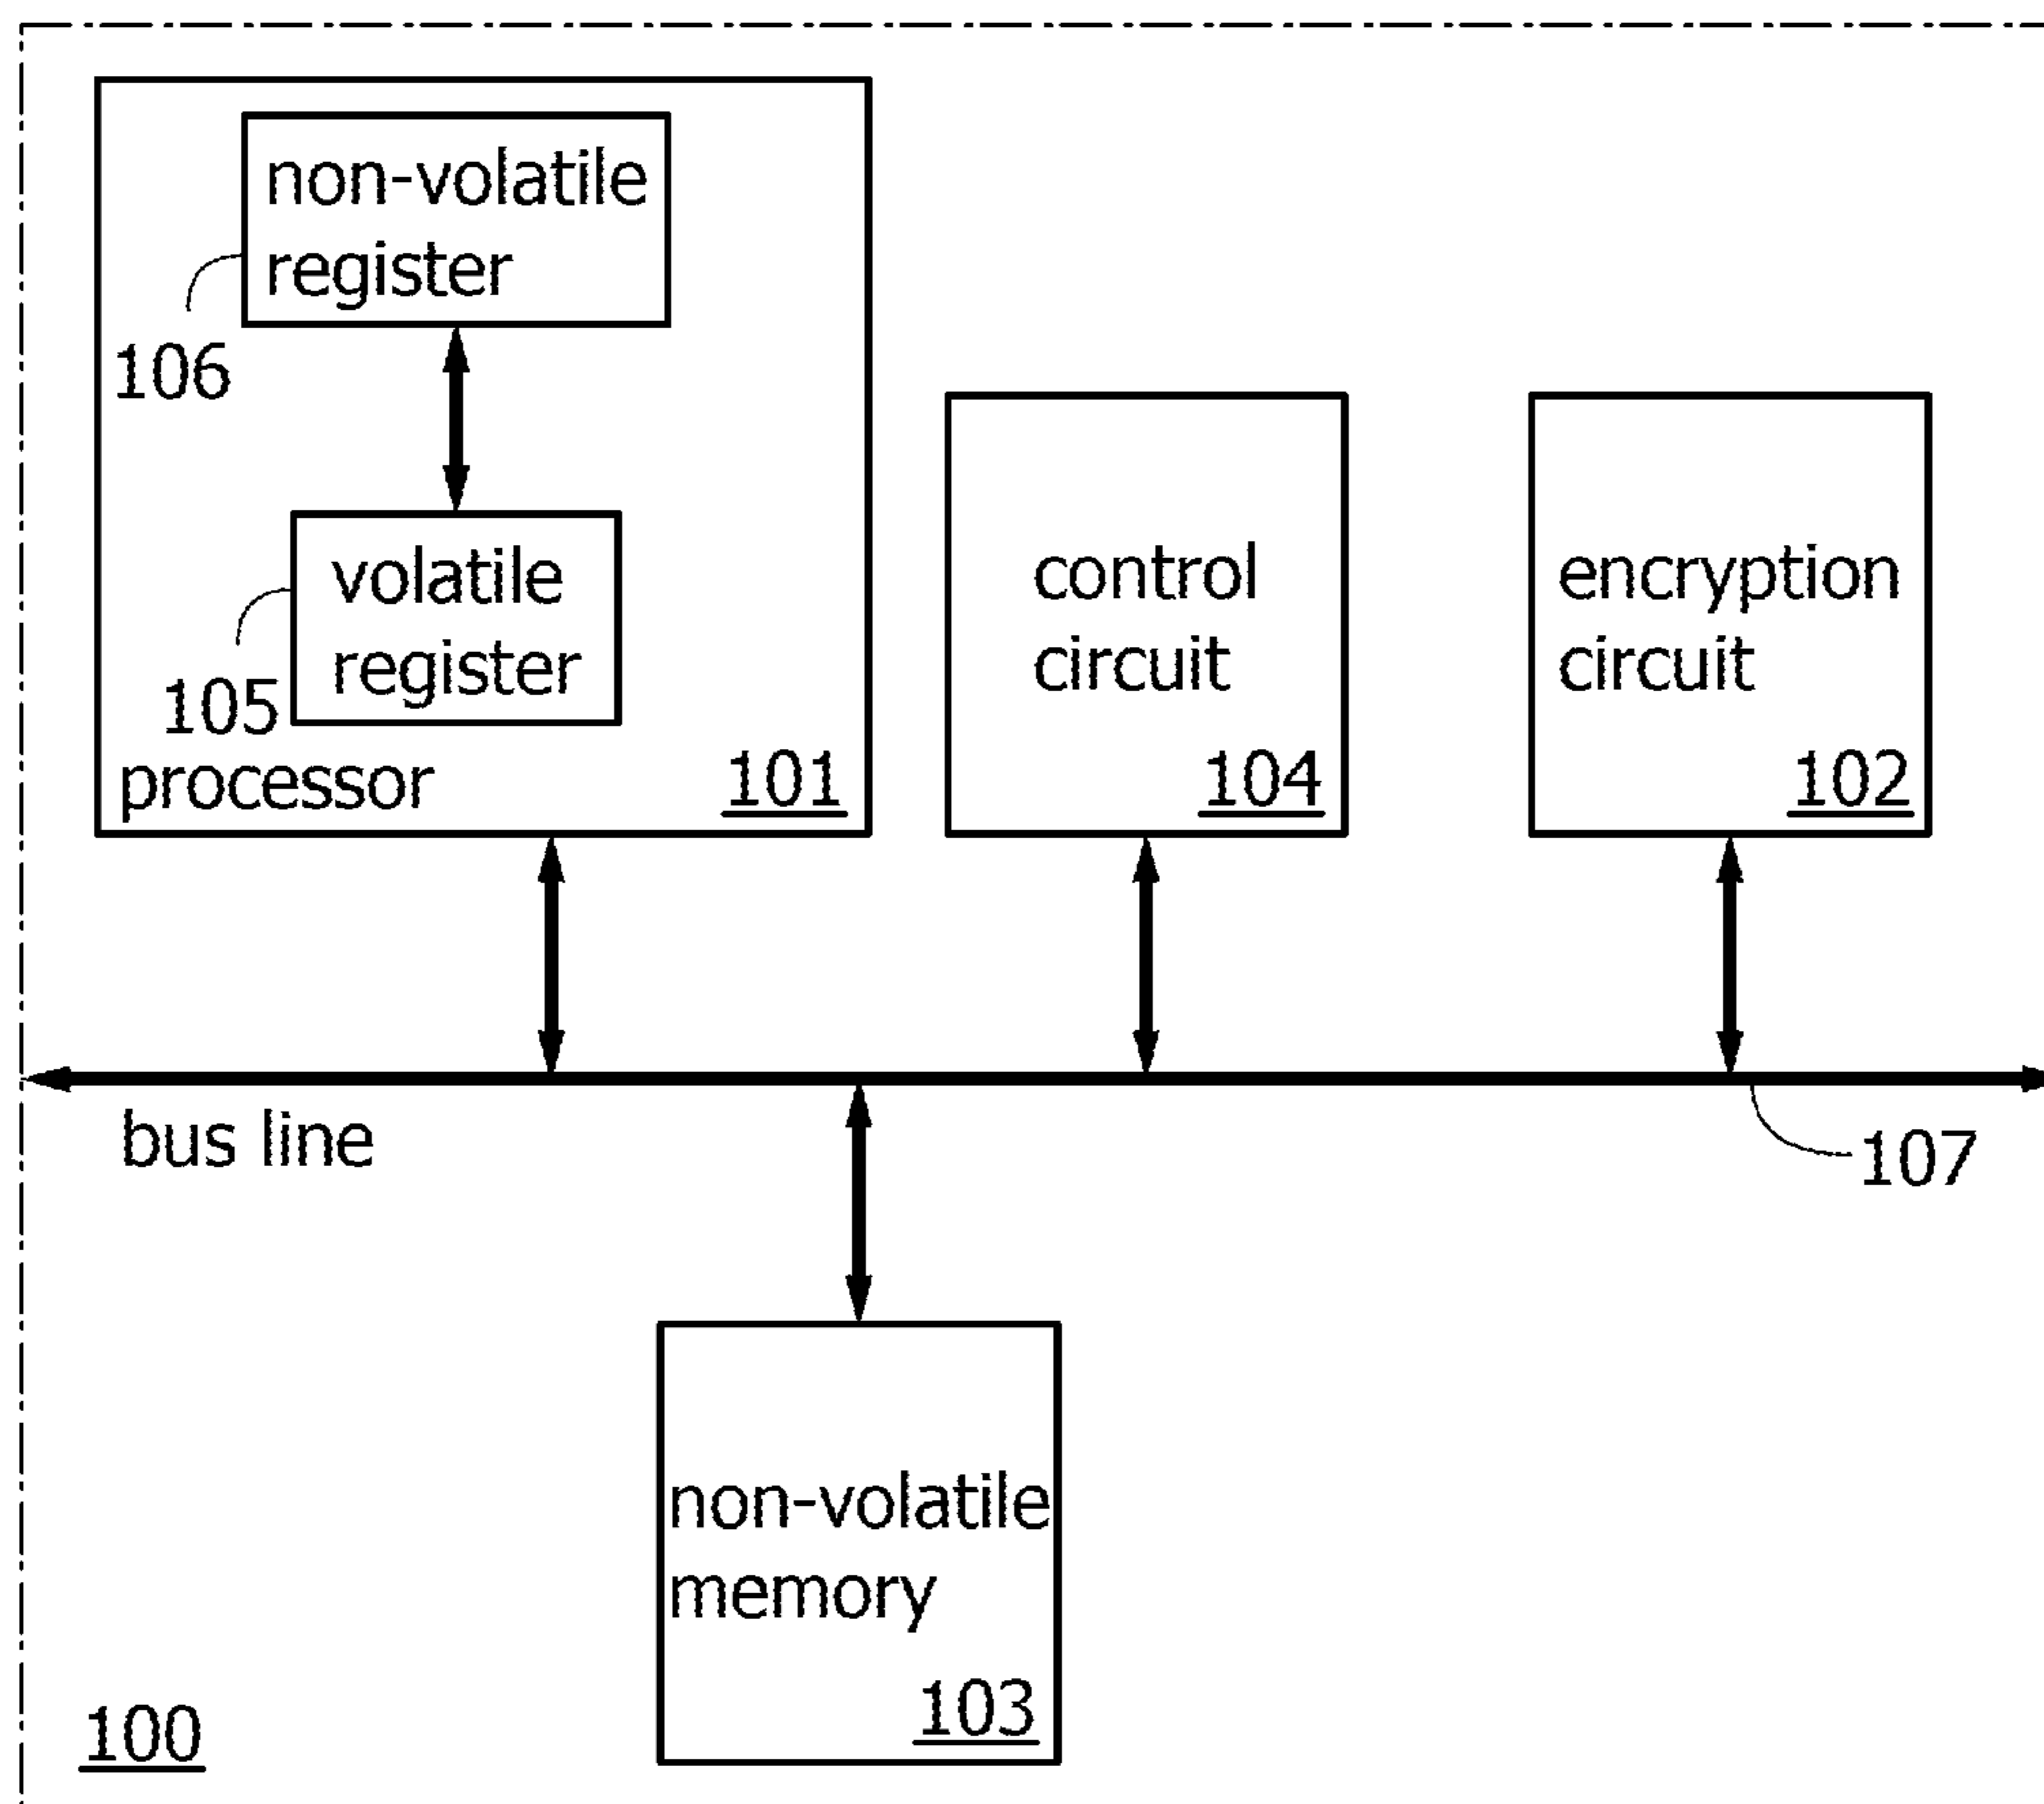 non-volatile
register
106
volatile
register
105
processor
101
control
circuit
104
encryption
circuit
102
bus line
107
non-volatile
memory
103
100